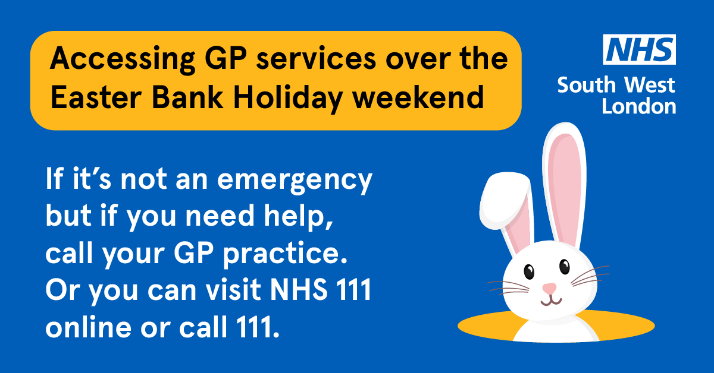 Accessing GP services over the
Easter Bank Holiday weekend
NHS
South West
London
If it's not an emergency
but if you need help,
call your GP practice.
Or you can visit NHS 111
online or call 111.